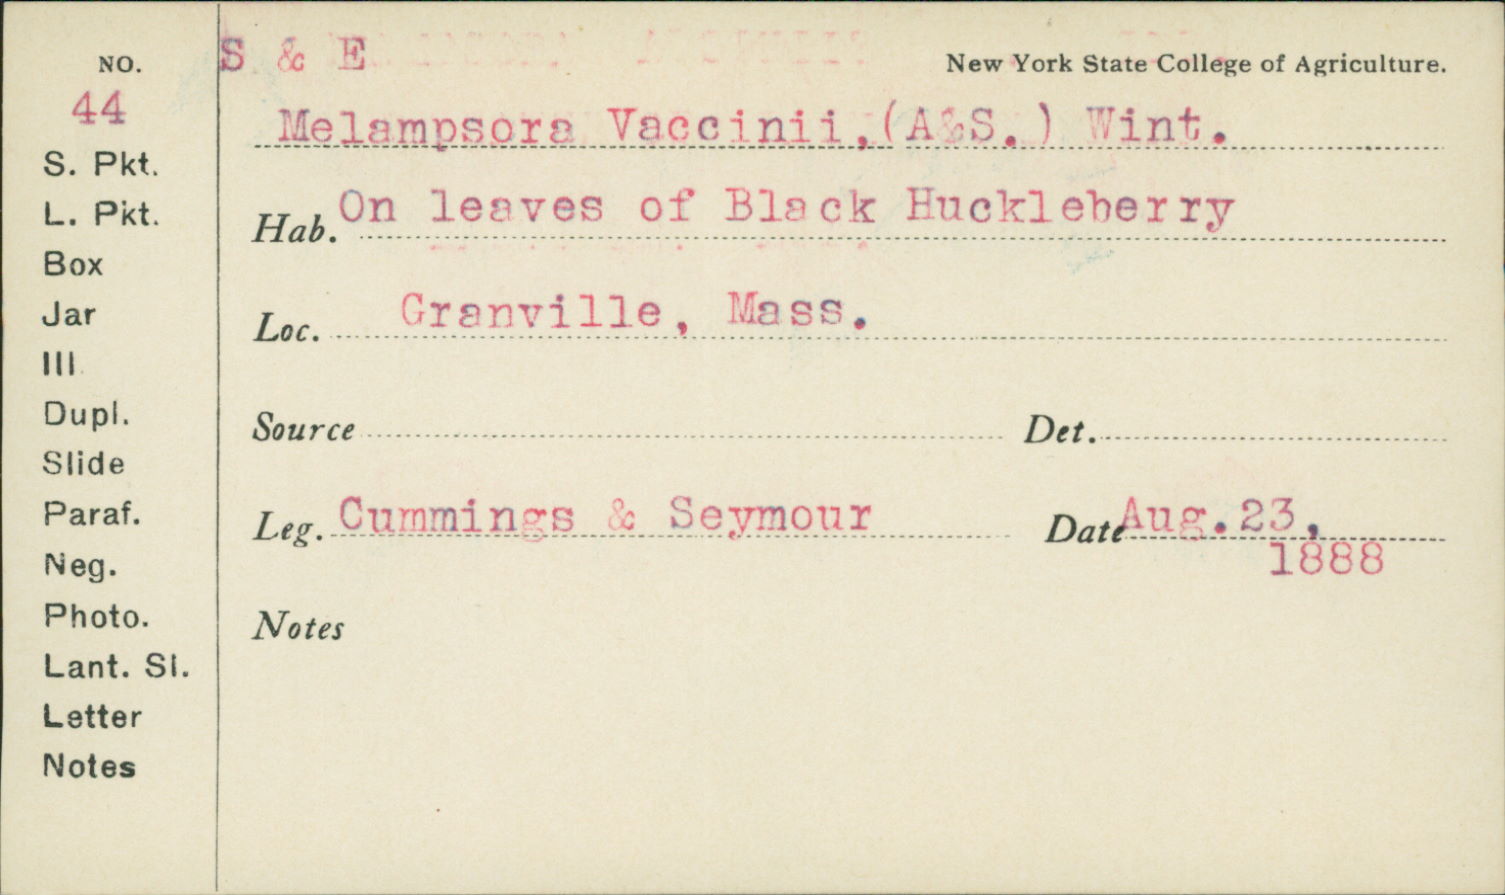 NO.
44
S. Pkt.
L. Pkt.
Box
Jar
Ill.
Dupl.
Slide
Paraf.
Neg.
Photo.
Lant. Sl.
Letter
Notes
S & E
New York State College of Agriculture.
Melampsora Vaccinii,(A&S.) Wint.
Hab. On leaves of Black Huckleberry
Loc. Granville, Mass.
Source Det.
Leg. Cummings & Seymour Date Aug.23,
1888
Notes